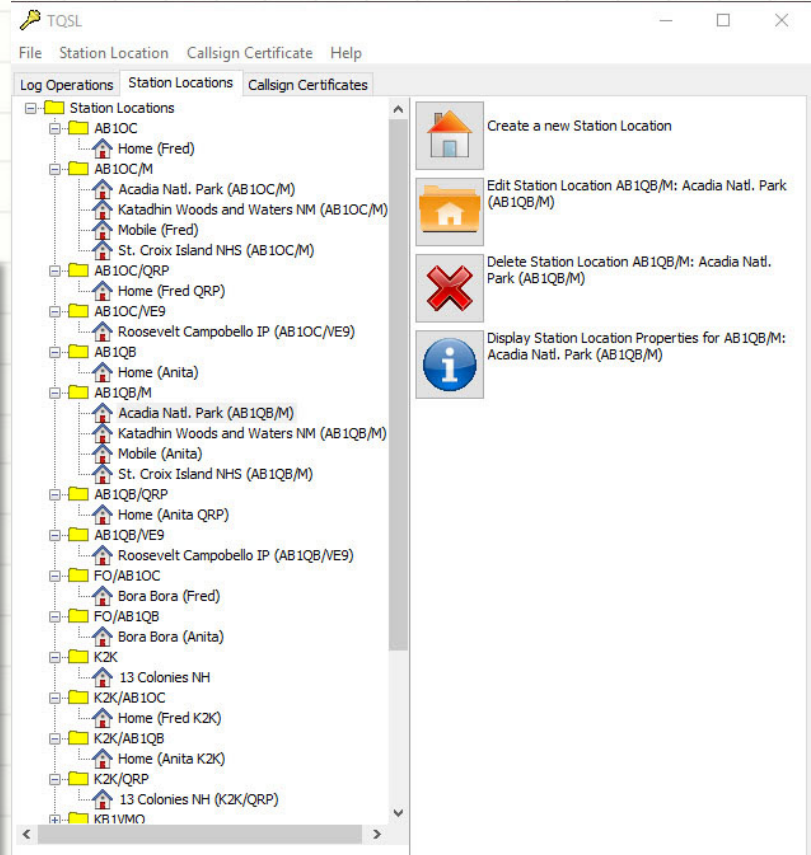 TQSL
File Station Location Callsign Certificate Help
Log Operations Station Locations Callsign Certificates
Station Locations
AB1OC
Home (Fred)
AB1OC/M
Acadia Natl. Park (AB1OC/M)
Katadhin Woods and Waters NM (AB1OC/M)
Mobile (Fred)
St. Croix Island NHS (AB1OC/M)
AB1OC/QRP
Home (Fred QRP)
AB1OC/VE9
Roosevelt Campobello IP (AB1OC/VE9)
AB1QB
Home (Anita)
AB1QB/M
Acadia Natl. Park (AB1QB/M)
Katadhin Woods and Waters NM (AB1QB/M)
Mobile (Anita)
St. Croix Island NHS (AB1QB/M)
AB1QB/QRP
Home (Anita QRP)
AB1QB/VE9
Roosevelt Campobello IP (AB1QB/VE9)
FO/AB1OC
Bora Bora (Fred)
FO/AB1QB
Bora Bora (Anita)
K2K
13 Colonies NH
K2K/AB1OC
Home (Fred K2K)
K2K/AB1QB
Home (Anita K2K)
K2K/QRP
13 Colonies NH (K2K/QRP)
KB1VMO
Create a new Station Location
Edit Station Location AB1QB/M: Acadia Natl. Park
(AB1QB/M)
Delete Station Location AB1QB/M: Acadia Natl.
Park (AB1QB/M)
Display Station Location Properties for AB1QB/M:
Acadia Natl. Park (AB1QB/M)